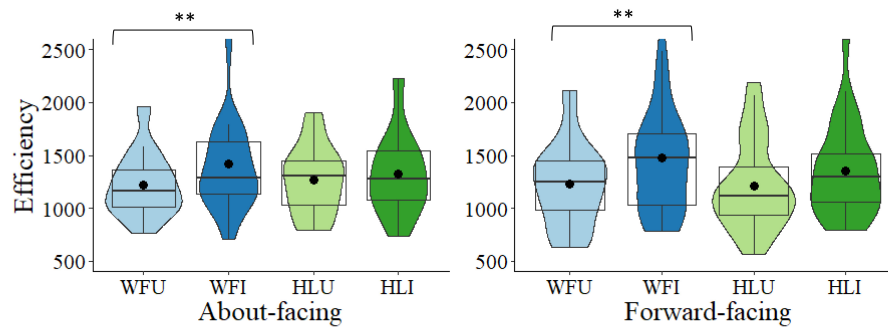 **
2500
2000
1500
1000
500
Efficiency
WFU WFI HLU HLI
About-facing
**
2500
2000
1500
1000
500
WFU WFI HLU HLI
Forward-facing